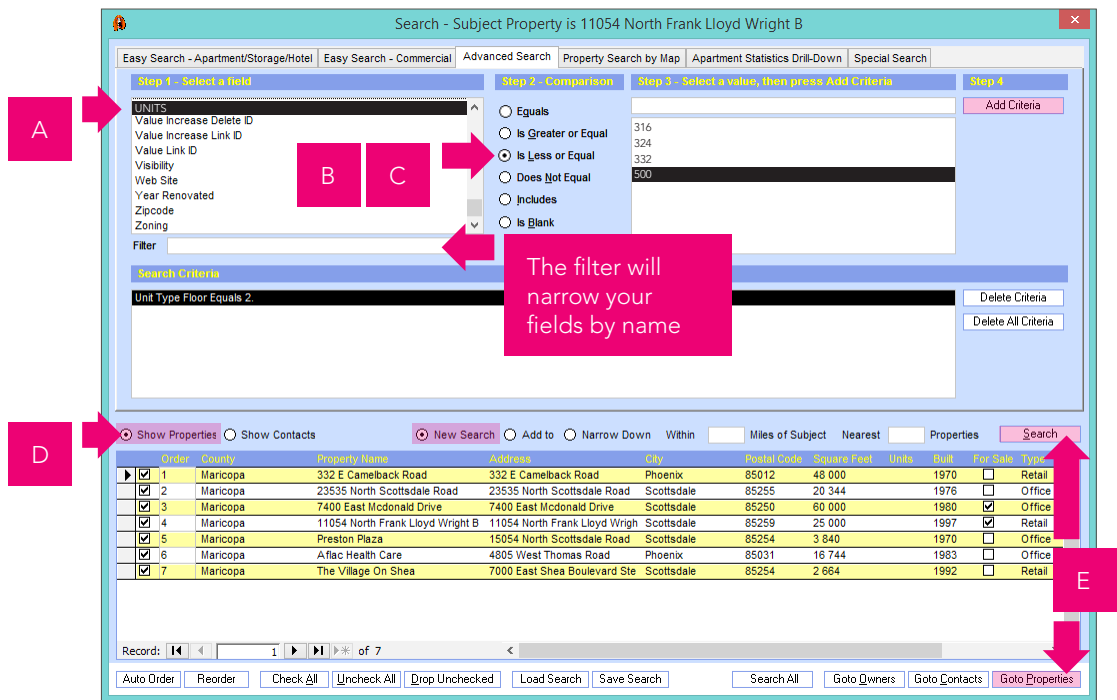 Search - Subject Property is 11054 North Frank Lloyd Wright B
Easy Search - Apartment/Storage/Hotel Easy Search - Commercial Advanced Search Property Search by Map Apartment Statistics Drill-Down Special Search
Step 1 - Select a field Step 2 - Comparison Step 3 - Select a value, then press Add Criteria Step 4
A
UNITS
Value Increase Delete ID
Value Increase Link ID
Value Link ID
Visibility
Web Site
Year Renovated
Zipcode
Zoning
Filter
B
C
Equals
Is Greater or Equal
Is Less or Equal
Does Not Equal
Includes
Is Blank
316
324
332
500
Add Criteria
The filter will
narrow your
fields by name
Search Criteria
Unit Type Floor Equals 2.
Delete Criteria
Delete All Criteria
D
Show Properties Show Contacts New Search Add to Narrow Down Within Miles of Subject Nearest Properties Search
Order County Property Name Address City Postal Code Square Feet Units Built For Sale Type
1 Maricopa 332 E Camelback Road 332 E Camelback Road Phoenix 85012 48 000 1970 Retail
2 Maricopa 23535 North Scottsdale Road 23535 North Scottsdale Road Scottsdale 85255 20 344 1976 Office
3 Maricopa 7400 East Mcdonald Drive 7400 East Mcdonald Drive Scottsdale 85250 60 000 1980 Office
4 Maricopa 11054 North Frank Lloyd Wright B 11054 North Frank Lloyd Wrigh Scottsdale 85259 25 000 1997 Retail
5 Maricopa Preston Plaza 15054 North Scottsdale Road Scottsdale 85254 3 840 1970 Office
6 Maricopa Aflac Health Care 4805 West Thomas Road Phoenix 85031 16 744 1983 Office
7 Maricopa The Village On Shea 7000 East Shea Boulevard Ste Scottsdale 85254 2 664 1992 Retail
E
Record: 1 of 7
Auto Order Reorder Check All Uncheck All Drop Unchecked Load Search Save Search Search All Goto Owners Goto Contacts Goto Properties